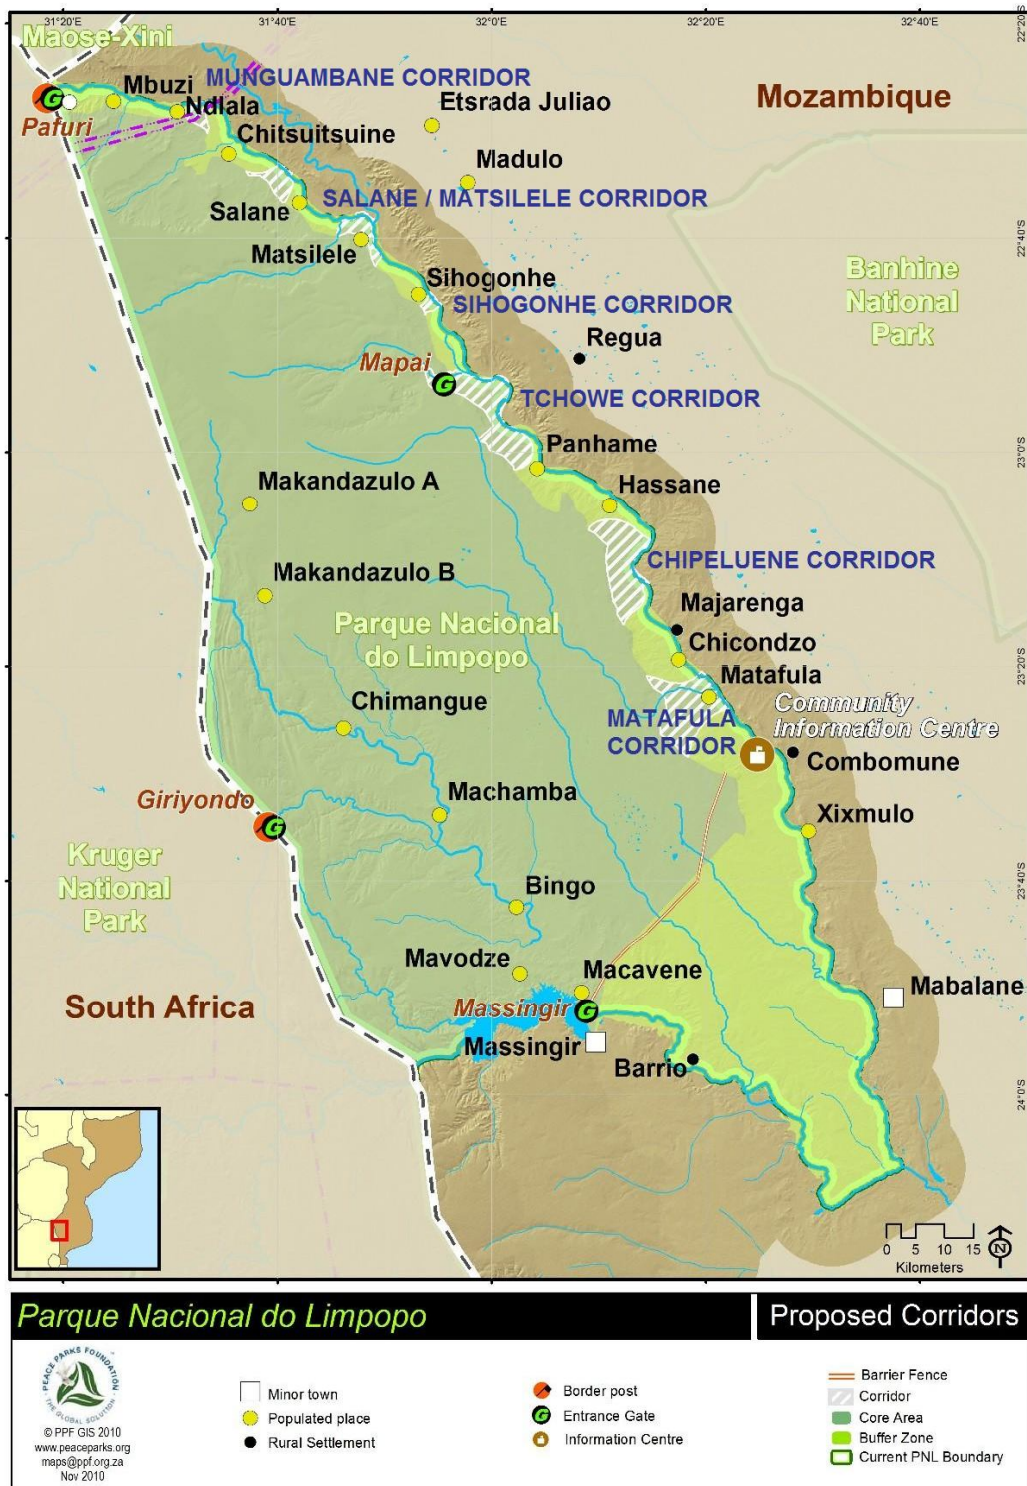 31°20'E
31°40'E
32°0'E
32°20'E
32°40'E
22°20'S
Maose-Xini
Mbuzi
MUNGUAMBANE CORRIDOR
Ndlala
Etsrada Juliao
Mozambique
Pafuri
Chitsuitsuine
Madulo
Salane
SALANE / MATSILELE CORRIDOR
22°40'S
Matsilele
Banhine
National
Park
Sihogonhe
SIHOGONHE CORRIDOR
Regua
Mapai
TCHOWE CORRIDOR
Panhame
23°0'S
Makandazulo A
Hassane
CHIPELUENE CORRIDOR
Makandazulo B
Majarenga
Parque Nacional
do Limpopo
Chicondzo
23°20'S
Matafula
Chimangue
MATAFULA
CORRIDOR
Community
Information Centre
Combomune
Giriyondo
Machamba
Xixmulo
Kruger
National
Park
23°40'S
Bingo
Mavodze
Macavene
Mabalane
South Africa
Massingir
Massingir
Barrio
24°0'S
0 5 10 15
Kilometers
N
Parque Nacional do Limpopo
Proposed Corridors
PEACE PARKS FOUNDATION
THE GLOBAL SOLUTION
© PPF GIS 2010
www.peaceparks.org
maps@ppf.org.za
Nov 2010
Minor town
Populated place
Rural Settlement
Border post
Entrance Gate
Information Centre
Barrier Fence
Corridor
Core Area
Buffer Zone
Current PNL Boundary